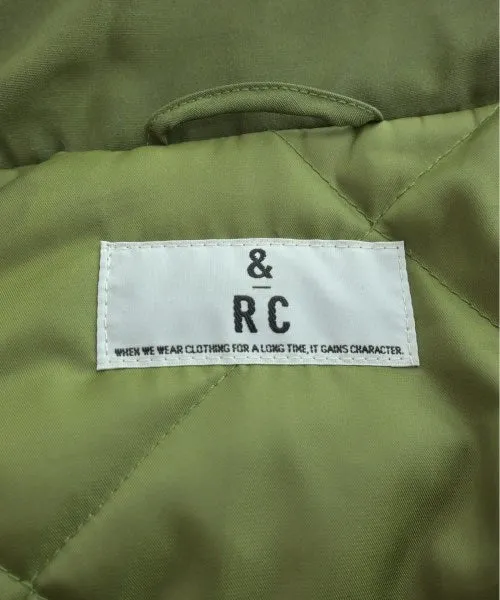 &
RC
WHEN WE WEAR CLOTHING FOR A LONG TIME, IT GAINS CHARACTER.